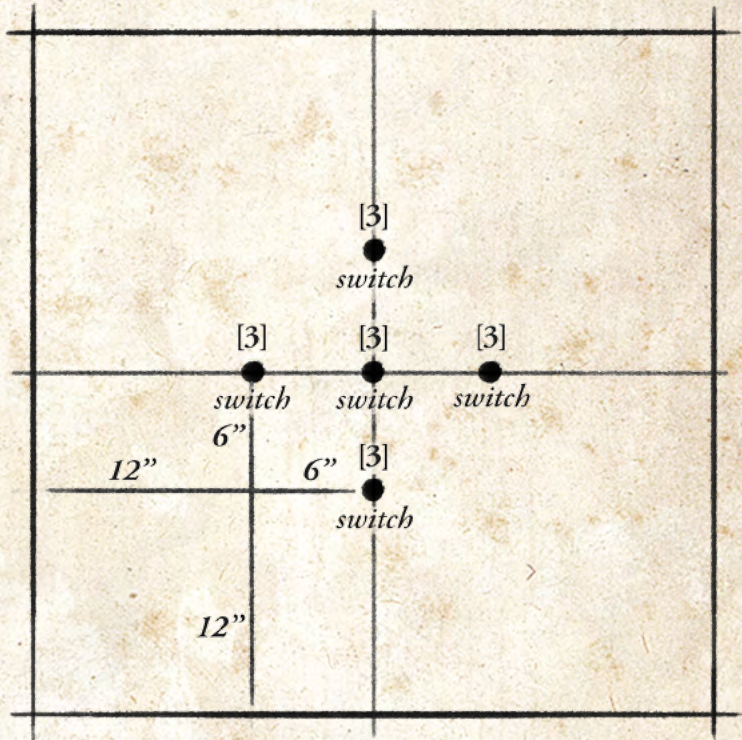 [3]
switch
[3] [3] [3]
switch switch switch
6”
12” 6” [3]
switch
12”